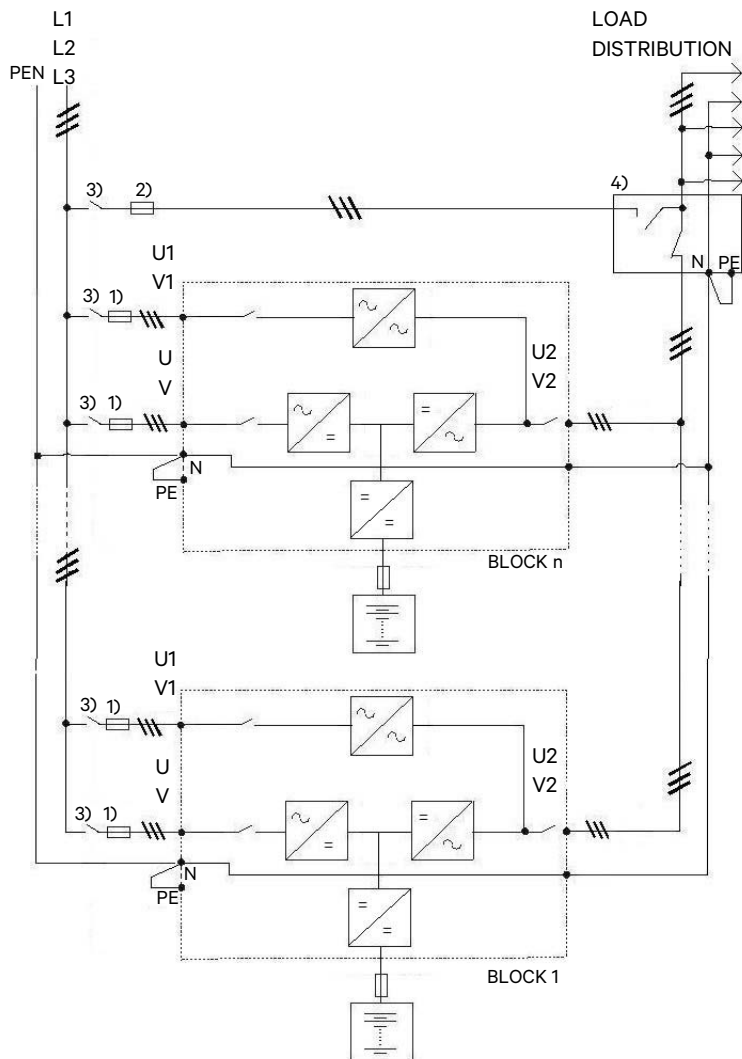 L1
L2
PEN L3
LOAD
DISTRIBUTION
3) 2)
4)
N PE
U1
V1
3) 1)
U
V
3) 1)
U2
V2
N
PE
BLOCK n
U1
V1
3) 1)
U
V
3) 1)
U2
V2
N
PE
BLOCK 1